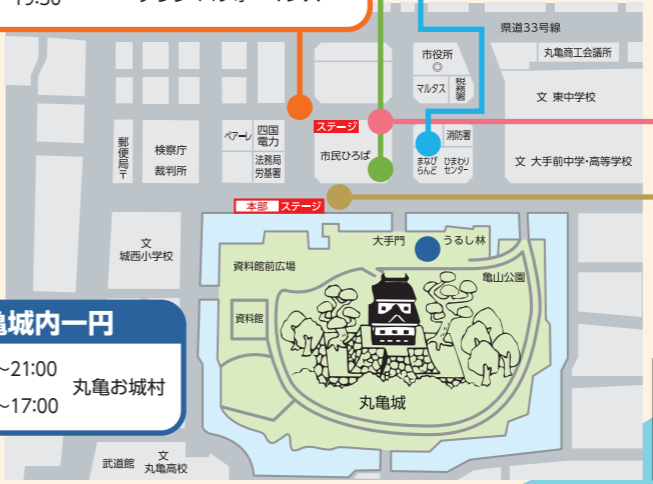 県道33号線
市役所
◎
丸亀商工会議所
マルタス
税務署
文 東中学校
ステージ
ペアーレ
四国
電力
市民ひろば
消防署
郵便局〒
検察庁
裁判所
法務局
労基署
まなび
らんど
ひまわり
センター
文 大手前中学・高等学校
本部 ステージ
文
城西小学校
大手門
うるし林
資料館前広場
亀山公園
資料館
城内一円
~21:00
~17:00
丸亀お城村
丸亀城
武道館
文
丸亀高校